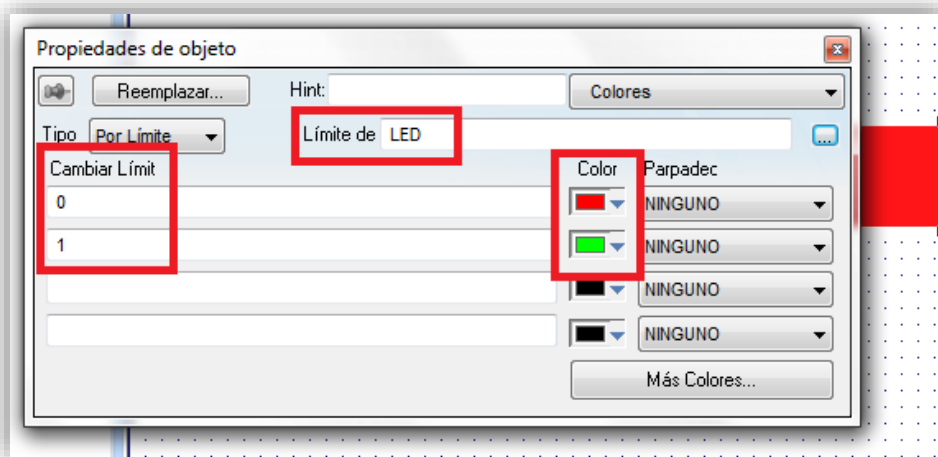 Propiedades de objeto
Reemplazar... Hint: Colores
Tipo Por Límite Límite de LED ...
Cambiar Límit Color Parpadec
0 NINGUNO
1 NINGUNO
NINGUNO
NINGUNO
Más Colores...